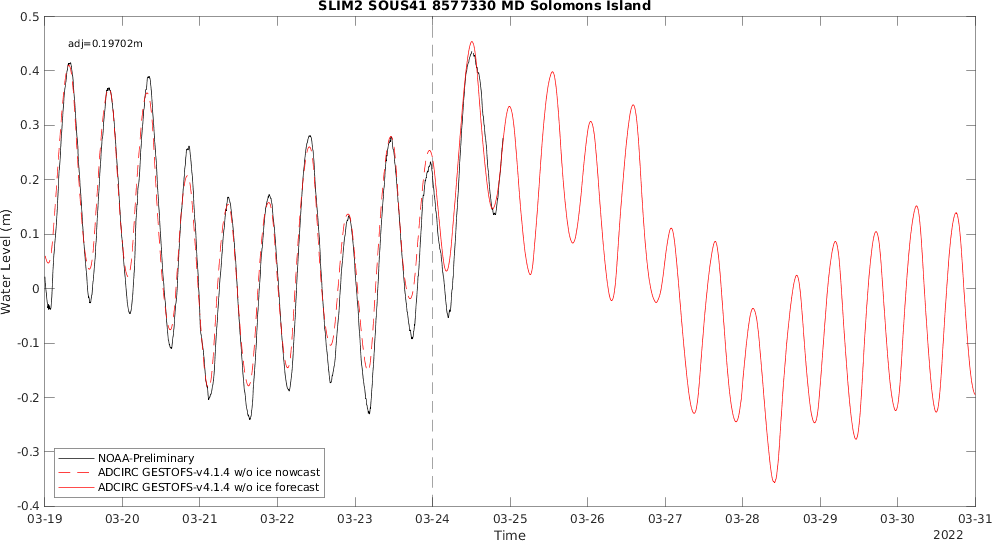 SLIM2 SOUS41 8577330 MD Solomons Island
adj=0.19702m
Water Level (m)
0.5
0.4
0.3
0.2
0.1
0
-0.1
-0.2
-0.3
-0.4
NOAA-Preliminary
ADCIRC GESTOFS-v4.1.4 w/o ice nowcast
ADCIRC GESTOFS-v4.1.4 w/o ice forecast
03-19 03-20 03-21 03-22 03-23 03-24 03-25 03-26 03-27 03-28 03-29 03-30 03-31
Time
2022